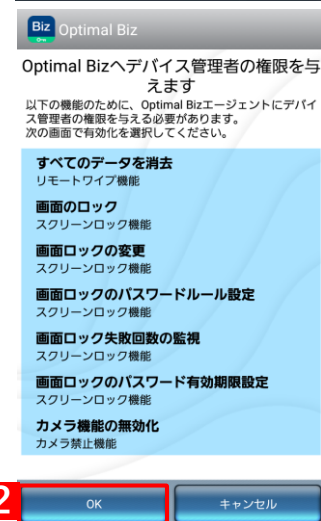 Biz
Pro
Optimal Biz
Optimal Bizへデバイス管理者の権限を与
えます
以下の機能のために、Optimal Bizエージェントにデバイ
ス管理者の権限を与える必要があります。
次の画面で有効化を選択してください。
すべてのデータを消去
リモートワイプ機能
画面のロック
スクリーンロック機能
画面ロックの変更
スクリーンロック機能
画面ロックのパスワードルール設定
スクリーンロック機能
画面ロック失敗回数の監視
スクリーンロック機能
画面ロックのパスワード有効期限設定
スクリーンロック機能
カメラ機能の無効化
カメラ禁止機能
2
OK
キャンセル